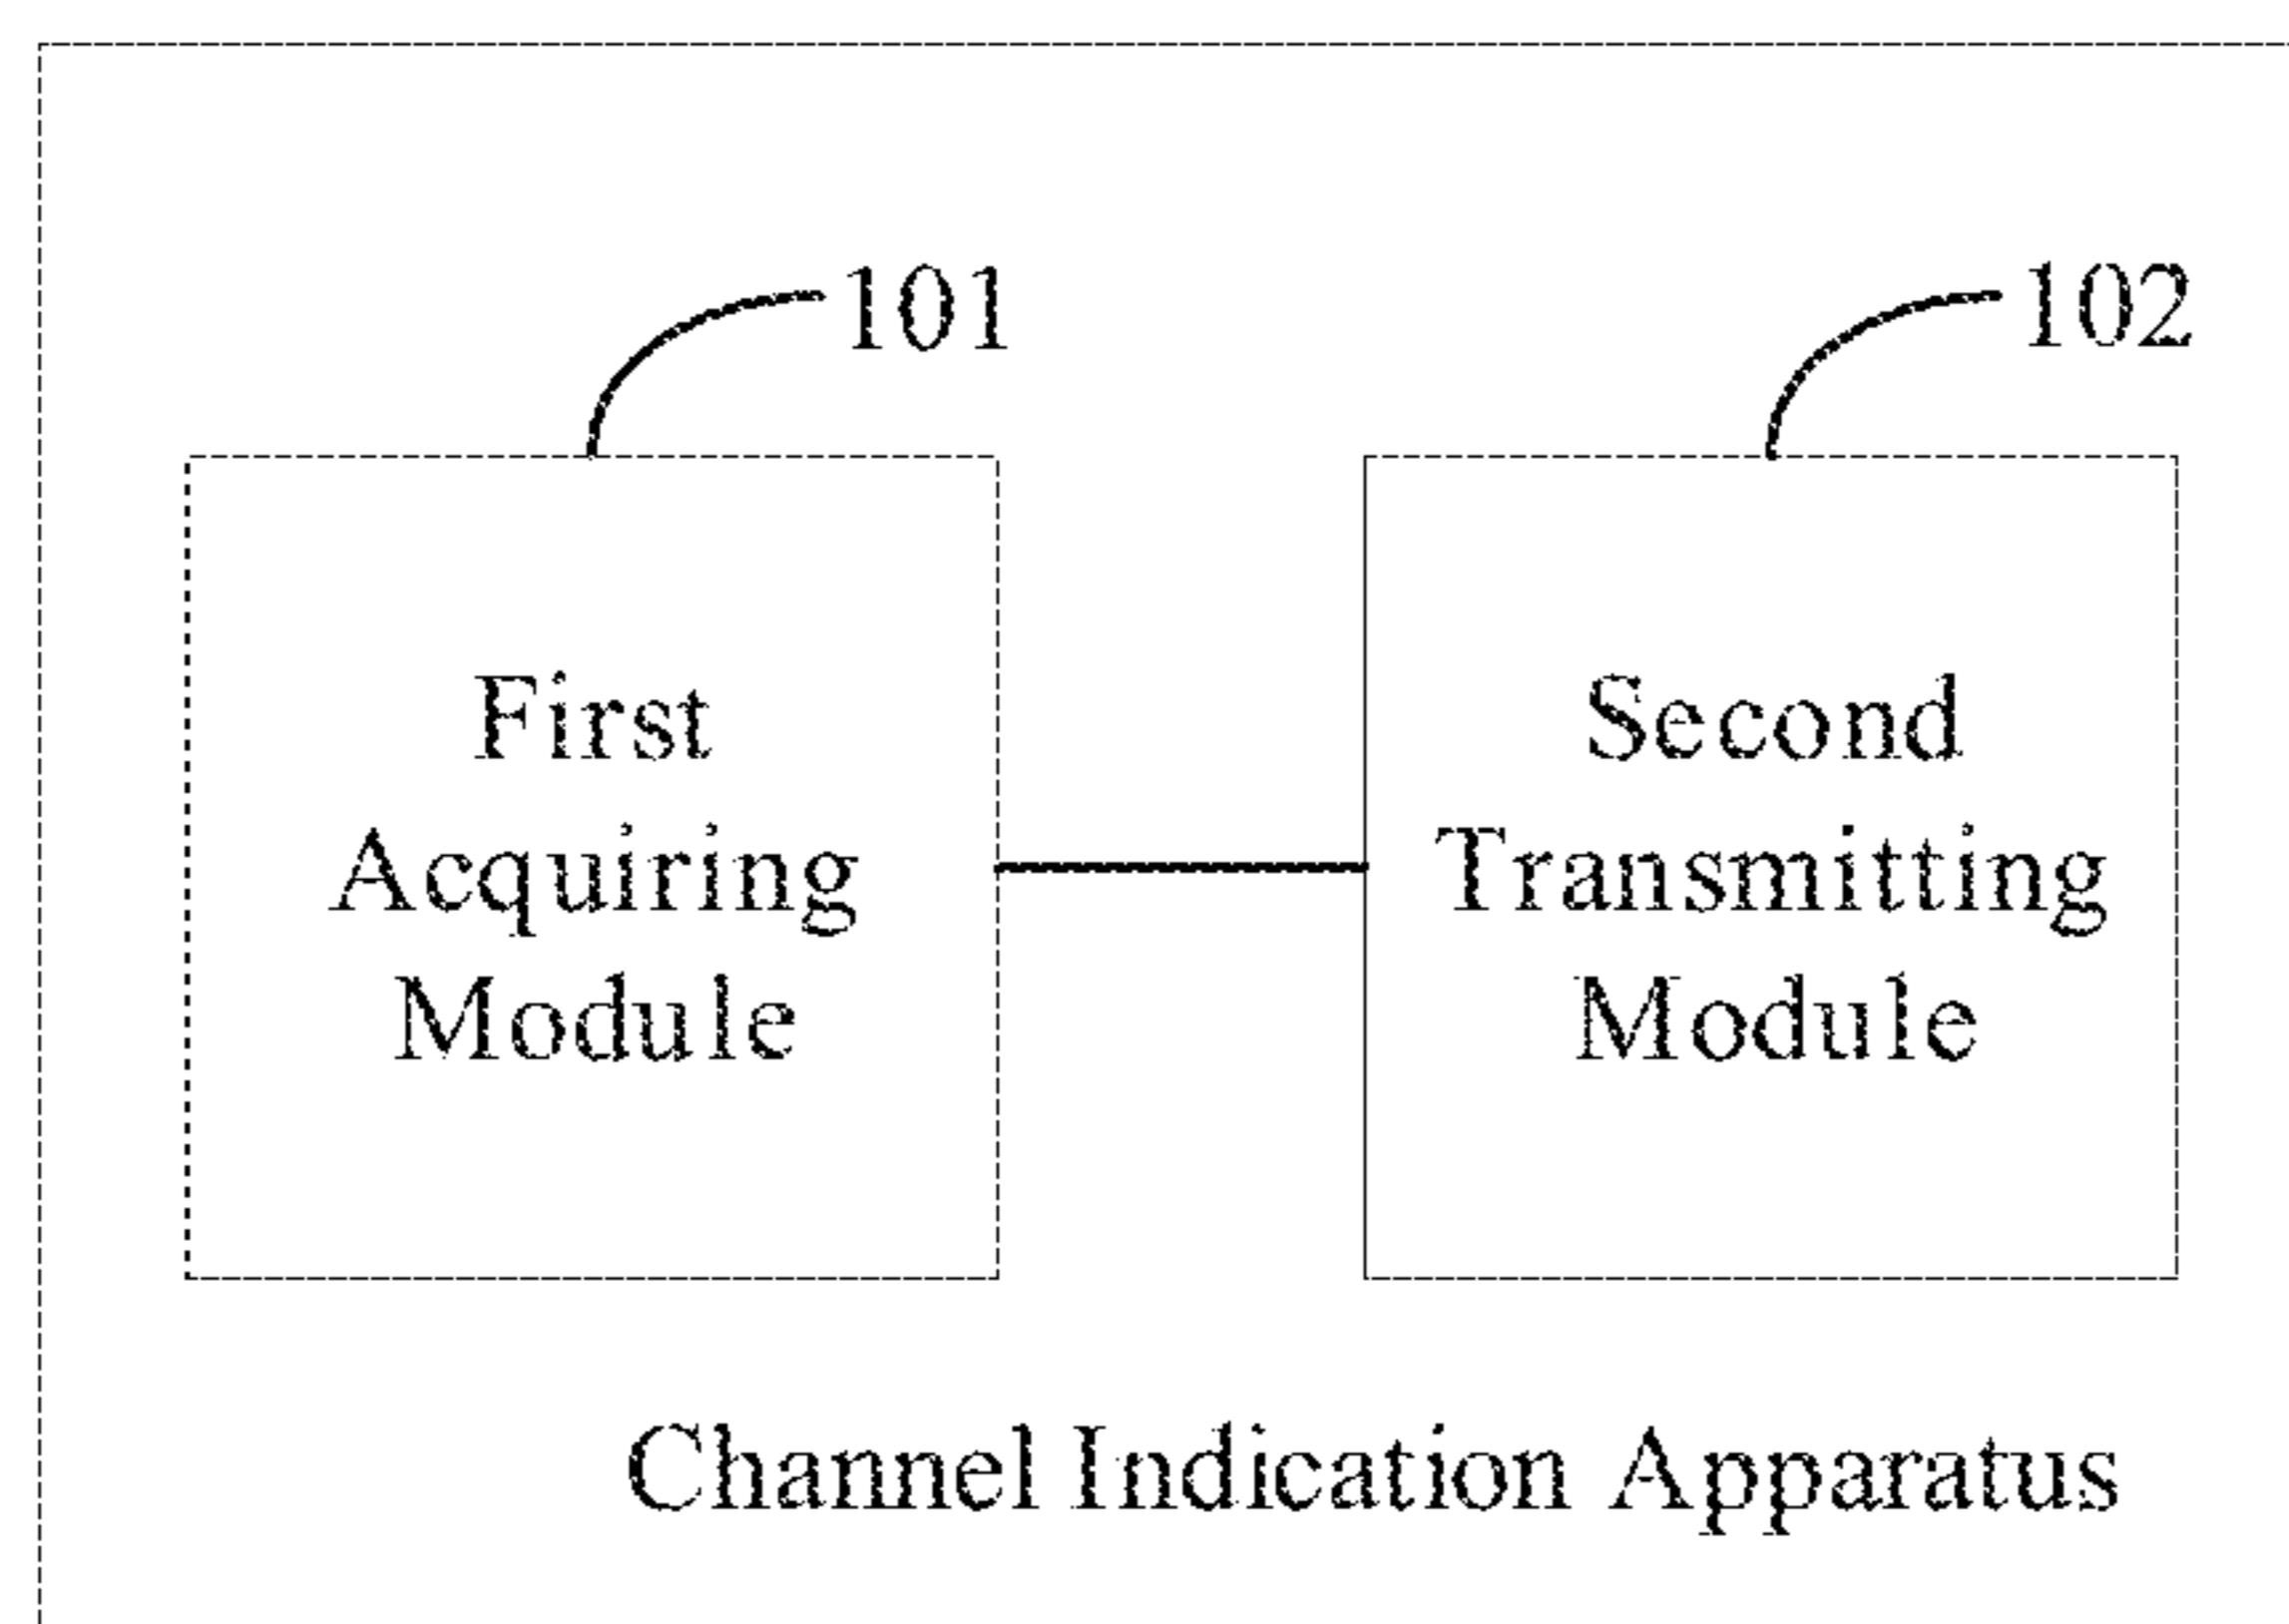 101
102
First
Acquiring
Module
Second
Transmitting
Module
Channel Indication Apparatus